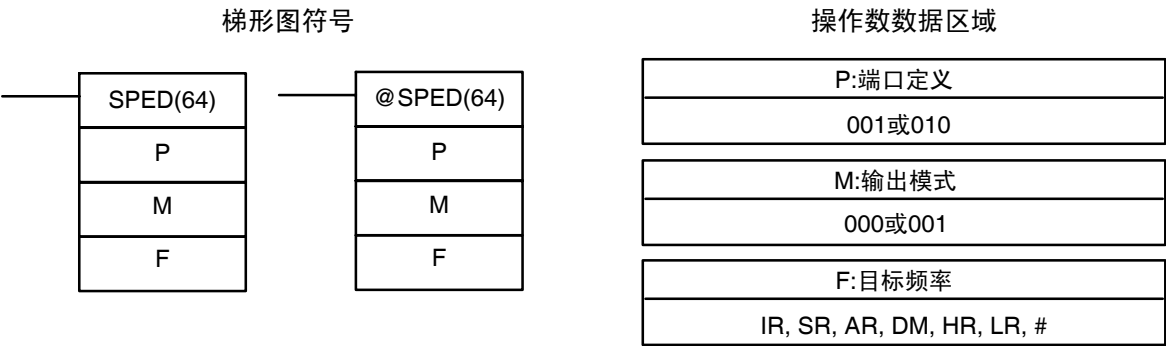 梯形图符号
SPED(64)
P
M
F
@SPED(64)
P
M
F
操作数数据区域
P:端口定义
001或010
M:输出模式
000或001
F:目标频率
IR, SR, AR, DM, HR, LR, #